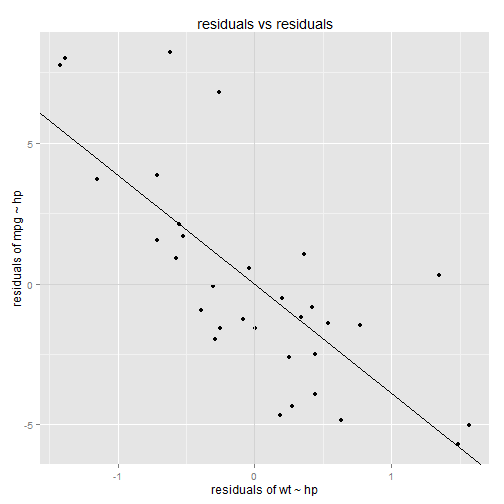 residuals vs residuals
residuals of mpg ~ hp
5
0
-5
-1
0
1
residuals of wt ~ hp